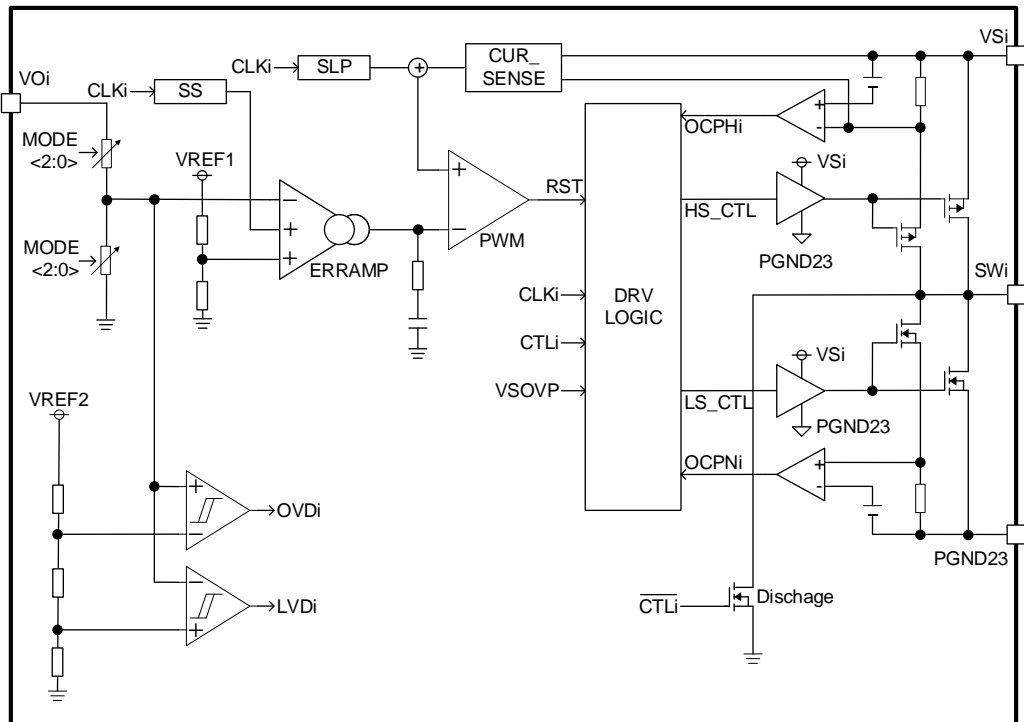 VSi
VOi
CLKi
SLP
+
CUR_
SENSE
CLKi
SS
MODE
<2:0>
VREF1
OCPHi
+
-
VSi
+
RST
HS_CTL
−
+
+
−
PWM
ERRAMP
PGND23
MODE
<2:0>
SWi
CLKi
DRV
LOGIC
CTLi
VSi
VSOVP
LS_CTL
PGND23
VREF2
OCPNi
+
-
+
−
OVDi
PGND23
−
+
LVDi
CTLi
Dischage